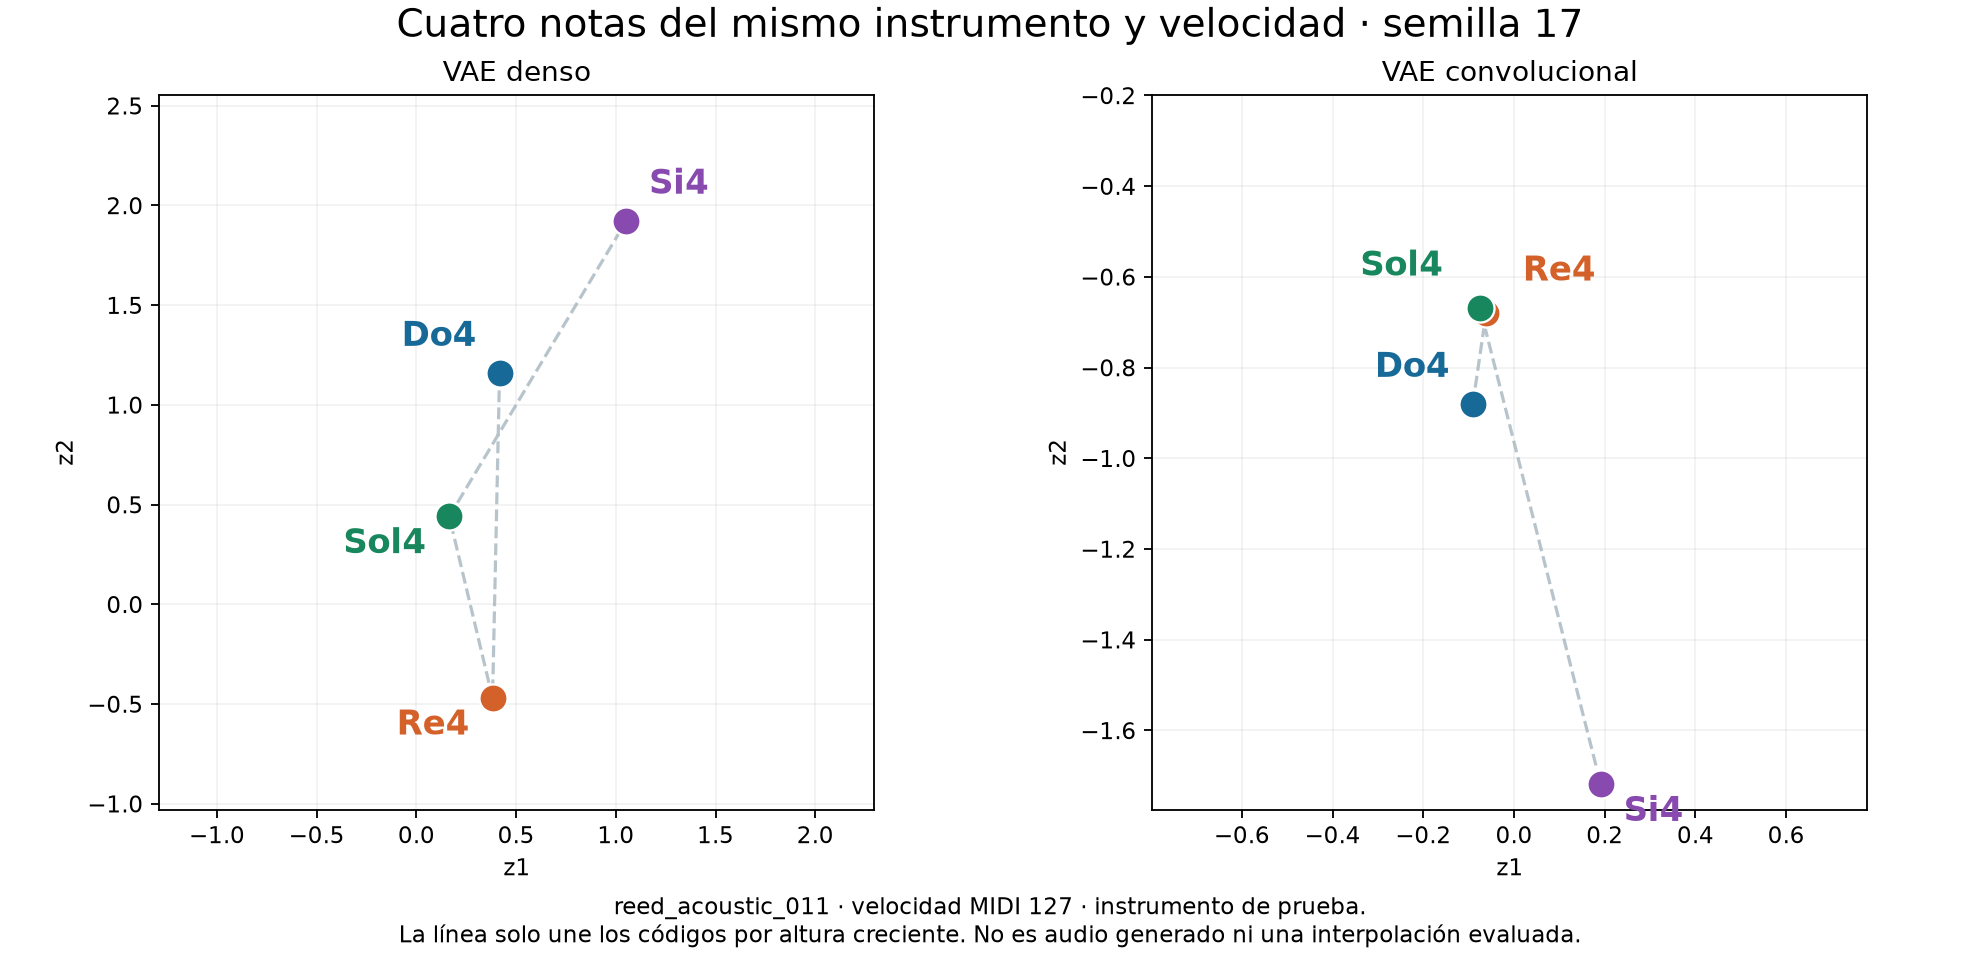 Cuatro notas del mismo instrumento y velocidad · semilla 17
VAE denso
2.5
2.0
1.5
1.0
0.5
0.0
−0.5
−1.0
z2
Si4
Do4
Sol4
Re4
−1.0 −0.5 0.0 0.5 1.0 1.5 2.0
z1
VAE convolucional
−0.2
−0.4
−0.6
−0.8
−1.0
−1.2
−1.4
−1.6
z2
Sol4 Re4
Do4
Si4
−0.6 −0.4 −0.2 0.0 0.2 0.4 0.6
z1
reed_acoustic_011 · velocidad MIDI 127 · instrumento de prueba.
La línea solo une los códigos por altura creciente. No es audio generado ni una interpolación evaluada.